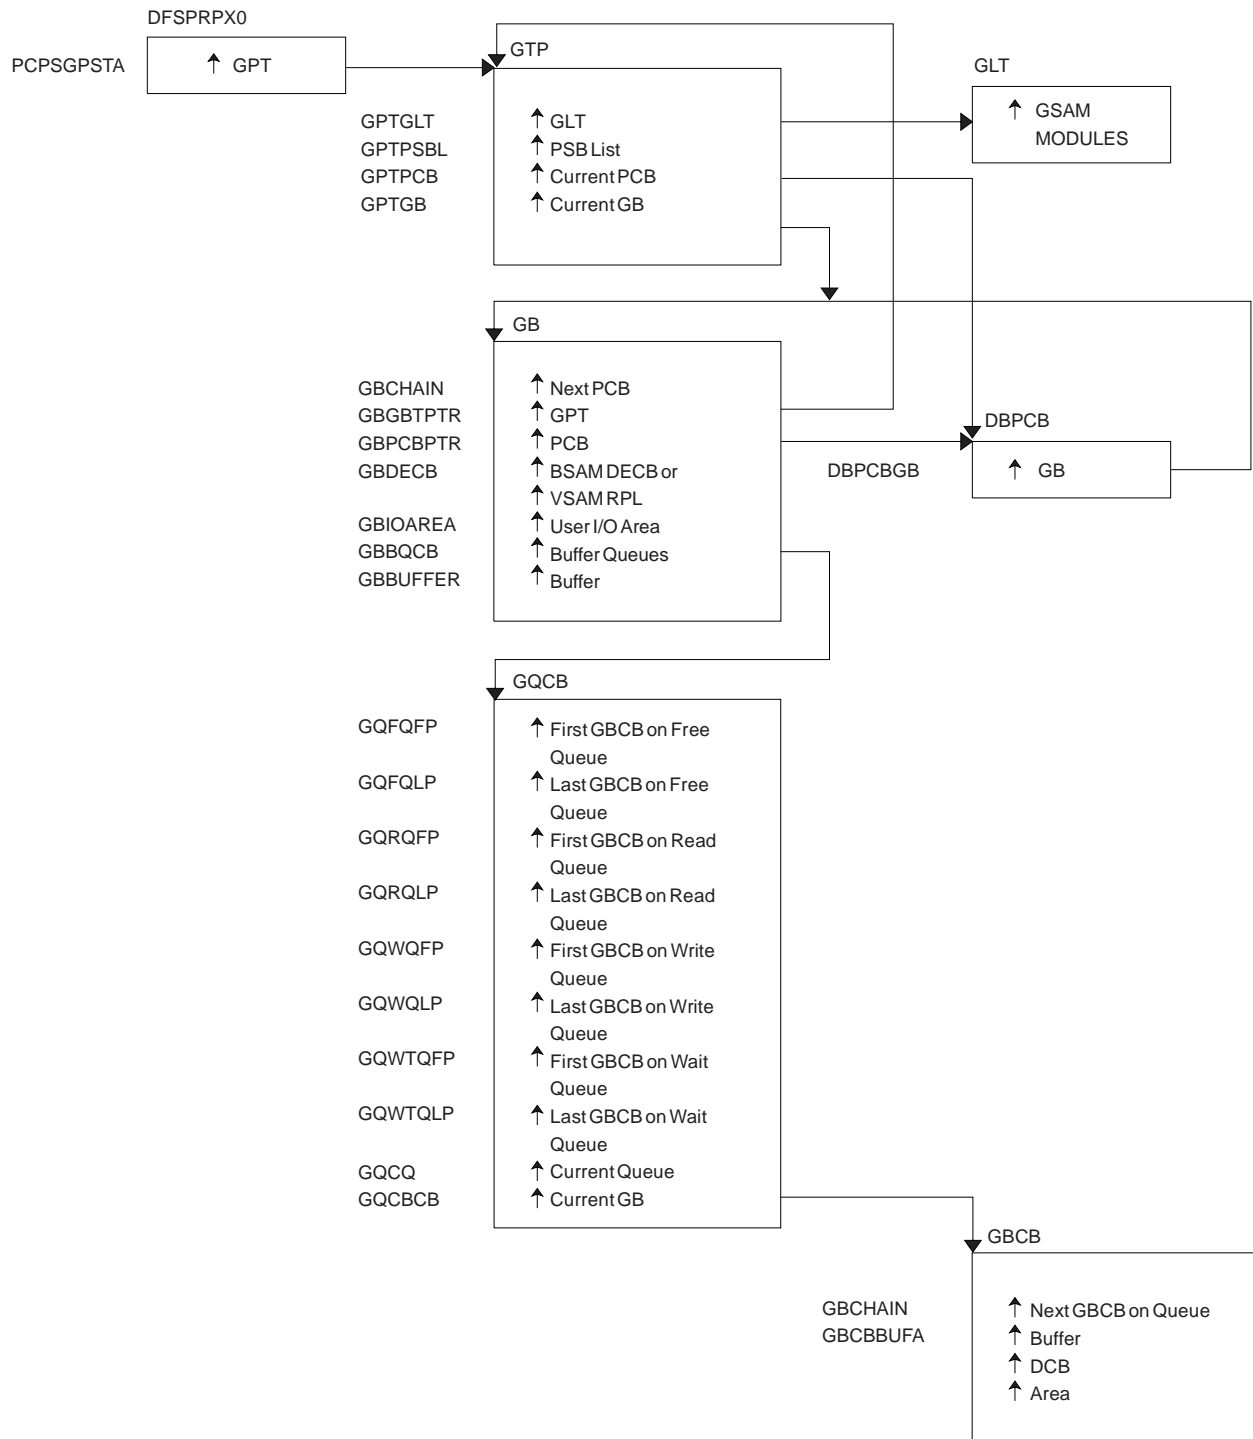 DFSPRPX0
PCPSGPSTA
GPT
GTP
GPTGLT
GLT
GPTPSBL
PSB List
GPTPCB
Current PCB
GPTGB
Current GB
GLT
GSAM
MODULES
GB
GBCHAIN
Next PCB
GBGBTPTR
GPT
GBPCBPTR
PCB
GBDECB
BSAM DECB or
VSAM RPL
GBIOAREA
User I/O Area
GBBQCB
Buffer Queues
GBBUFFER
Buffer
DBPCB
DBPCBGB
GB
GQCB
GQFQFP
First GBCB on Free
Queue
GQFQLP
Last GBCB on Free
Queue
GQRQFP
First GBCB on Read
Queue
GQRQLP
Last GBCB on Read
Queue
GQWQFP
First GBCB on Write
Queue
GQWQLP
Last GBCB on Write
Queue
GQWTQFP
First GBCB on Wait
Queue
GQWTQLP
Last GBCB on Wait
Queue
GQCQ
Current Queue
GQCBCB
Current GB
GBCB
GBCHAIN
Next GBCB on Queue
GBCBBUFA
Buffer
DCB
Area